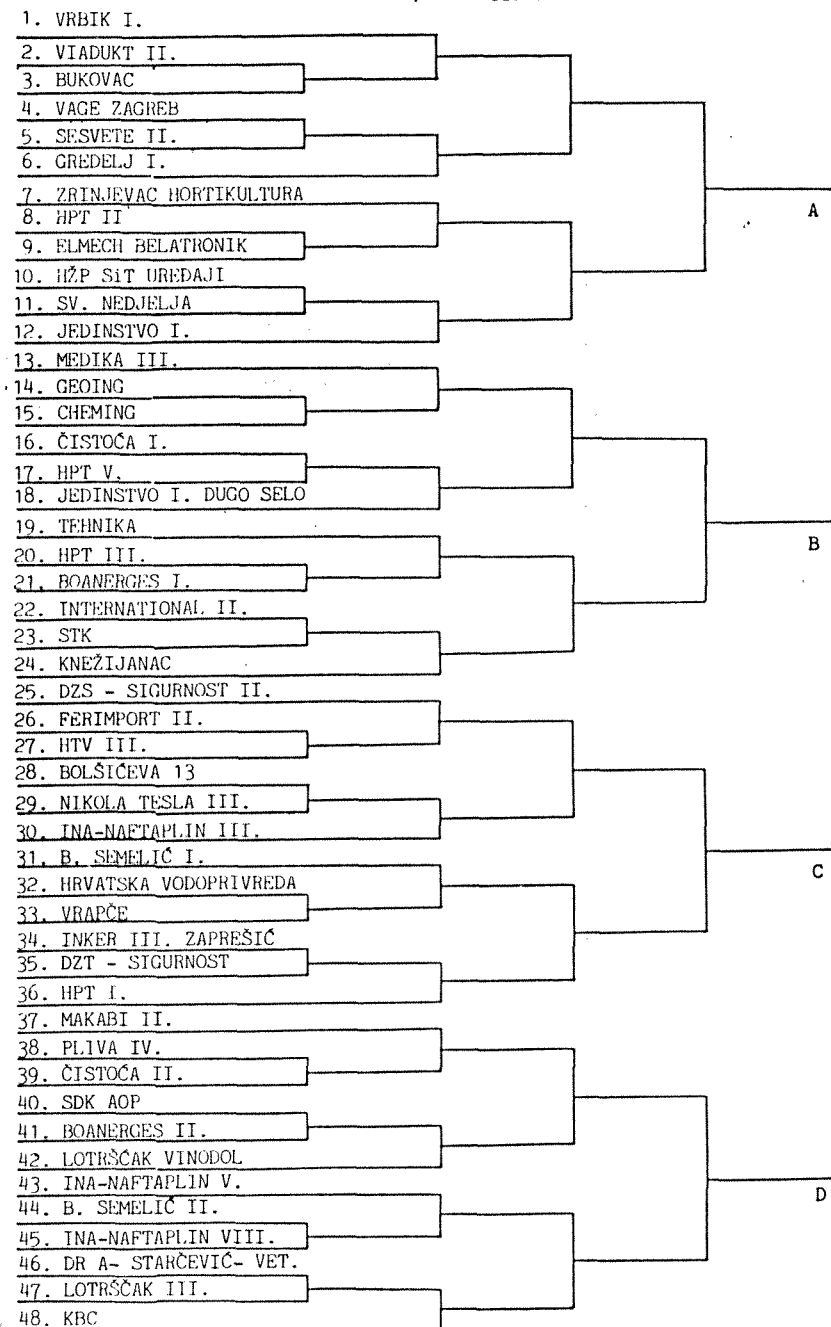 1. VRBIK I.
2. VIADUKT II.
3. BUKOVAC
4. VAGE ZAGREB
5. SESVETE II.
6. GREDELJ I.
7. ZRINJEVAC HORTIKULTURA
8. HPT II
9. ELMECH BELATRONIK
10. HŽP SiT UREDAJI
11. SV. NEDJELJA
12. JEDINSTVO I.
13. MEDIKA III.
14. GEOING
15. CHEMING
16. ČISTOĆA I.
17. HPT V.
18. JEDINSTVO I. DUGO SELO
19. TEHNIKA
20. HPT III.
21. BOANERGES I.
22. INTERNATIONAL II.
23. STK
24. KNEŽIJANAC
25. DZS - SIGURNOST II.
26. FERIMPORT II.
27. HTV III.
28. BOLŠIĆEVA 13
29. NIKOLA TESLA III.
30. INA-NAFTAPLIN III.
31. B. SEMELIĆ I.
32. HRVATSKA VODOPRIVREDA
33. VRAPČE
34. INKER III. ZAPREŠIĆ
35. DZT - SIGURNOST
36. HPT I.
37. MAKABI II.
38. PLIVA IV.
39. ČISTOĆA II.
40. SDK AOP
41. BOANERGES II.
42. LOTRŠČAK VINODOL
43. INA-NAFTAPLIN V.
44. B. SEMELIĆ II.
45. INA-NAFTAPLIN VIII.
46. DR A- STARČEVIĆ- VET.
47. LOTRŠČAK III.
48. KBC
A
B
C
D